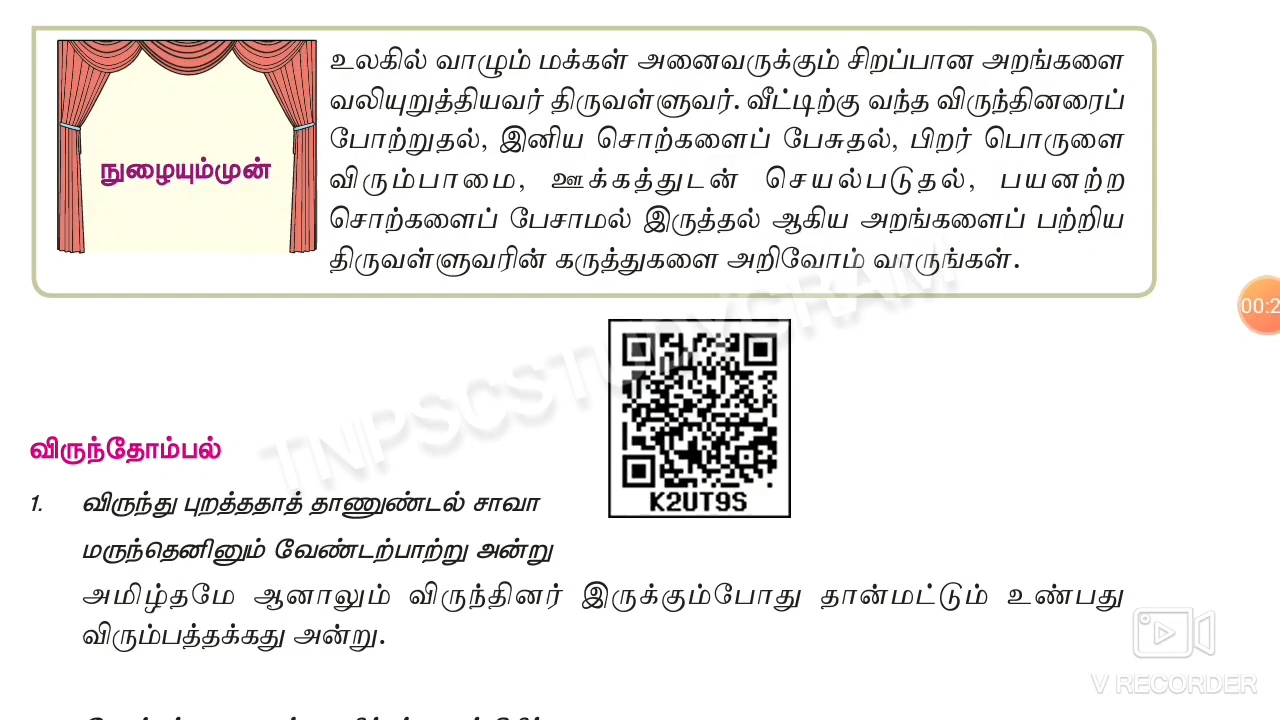 நுழையும்முன்
உலகில் வாழும் மக்கள் அனைவருக்கும் சிறப்பான அறங்களை
வலியுறுத்தியவர் திருவள்ளுவர். வீட்டிற்கு வந்த விருந்தினரைப்
போற்றுதல், இனிய சொற்களைப் பேசுதல், பிறர் பொருளை
விரும்பாமை, ஊக்கத்துடன் செயல்படுதல், பயனற்ற
சொற்களைப் பேசாமல் இருத்தல் ஆகிய அறங்களைப் பற்றிய
திருவள்ளுவரின் கருத்துகளை அறிவோம் வாருங்கள்.
00:2
TNPSCSTUDYGRAM
K2UT9S
விருந்தோம்பல்
1. விருந்து புறத்ததாத் தாணுண்டல் சாவா
மருந்தெனினும் வேண்டற்பாற்று அன்று
அமிழ்தமே ஆனாலும் விருந்தினர் இருக்கும்போது தான்மட்டும் உண்பது
விரும்பத்தக்கது அன்று.
V RECORDER